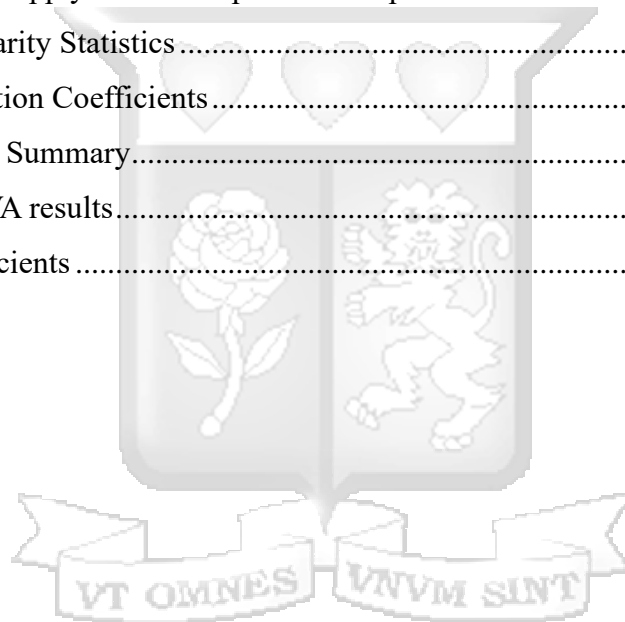 arity Statistics
tion Coefficients
Summary
A results
cients
VT OMNES VNVM SINT